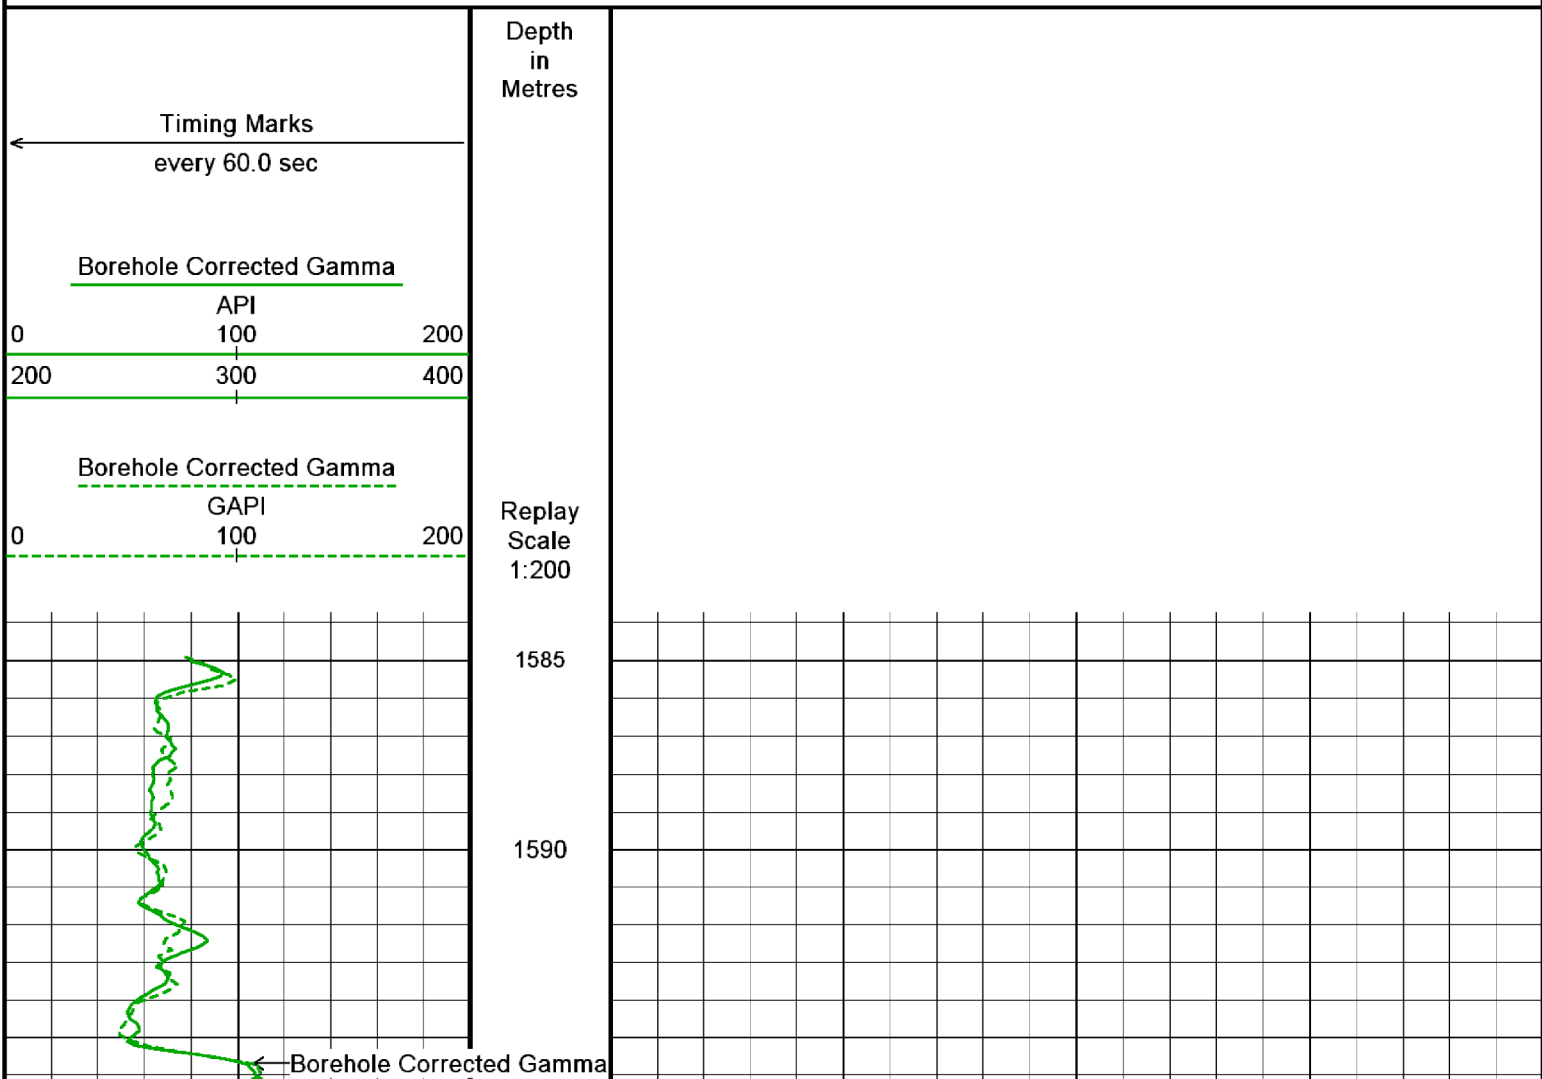 Depth
in
Metres
Timing Marks
every 60.0 sec
Borehole Corrected Gamma
API
0 100 200
200 300 400
Borehole Corrected Gamma
GAPI
0 100 200
Replay
Scale
1:200
1585
1590
Borehole Corrected Gamma